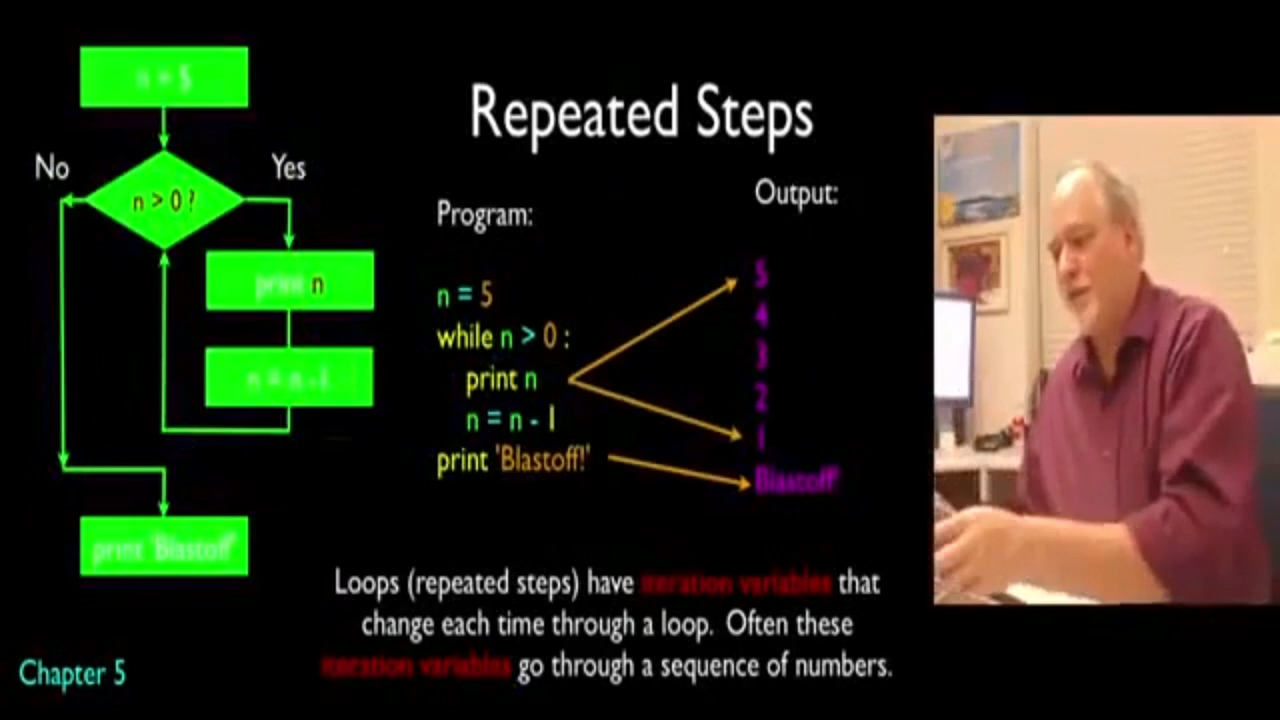 Repeated Steps
n = 5
No
Yes
n > 0 ?
print n
n = n -1
print 'Blastoff'
Program:
n = 5
while n > 0 :
print n
n = n - 1
print 'Blastoff!'
Output:
5
4
3
2
1
Blastoff!
Loops (repeated steps) have iteration variables that
change each time through a loop. Often these
iteration variables go through a sequence of numbers.
Chapter 5